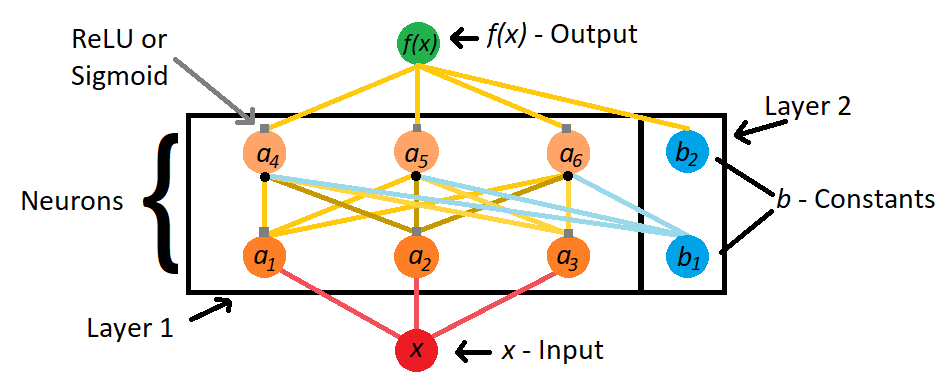 ReLU or
Sigmoid
f(x)
f(x) - Output
Layer 2
Neurons
a4
a5
a6
b2
b - Constants
a1
a2
a3
b1
Layer 1
x
x - Input